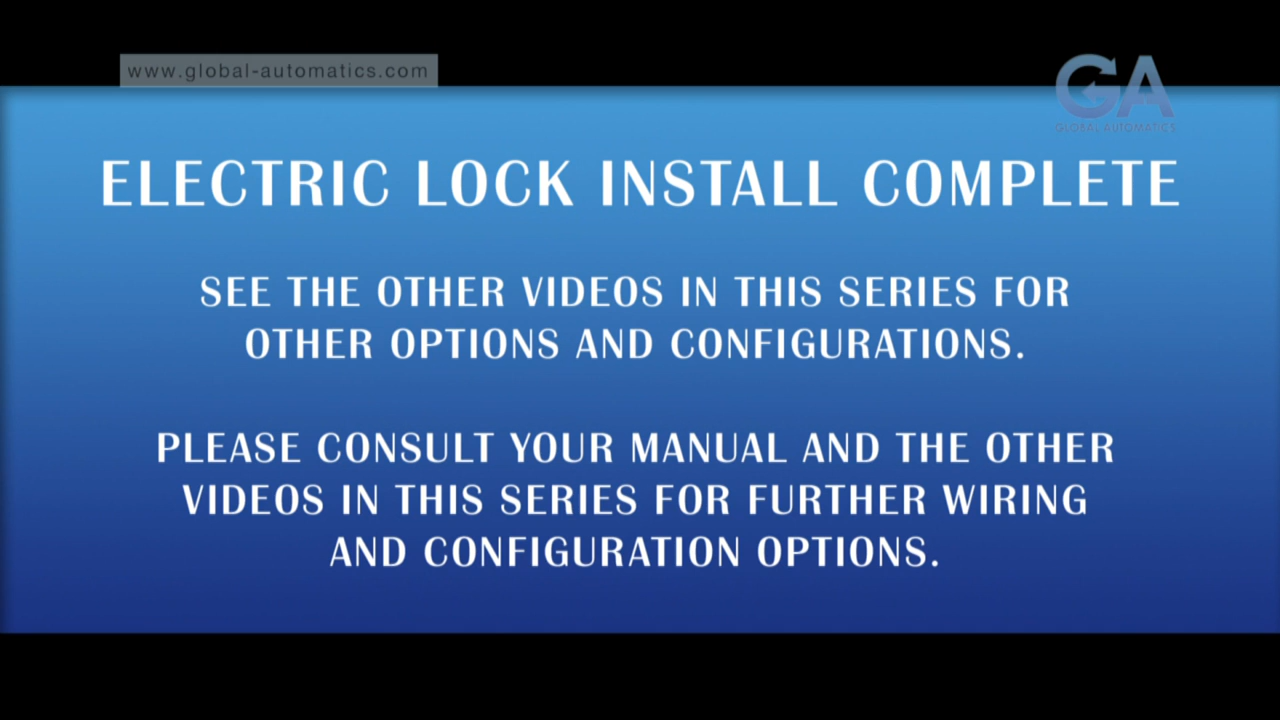 www.global-automatics.com
GA
GLOBAL AUTOMATICS
ELECTRIC LOCK INSTALL COMPLETE
SEE THE OTHER VIDEOS IN THIS SERIES FOR
OTHER OPTIONS AND CONFIGURATIONS.
PLEASE CONSULT YOUR MANUAL AND THE OTHER
VIDEOS IN THIS SERIES FOR FURTHER WIRING
AND CONFIGURATION OPTIONS.